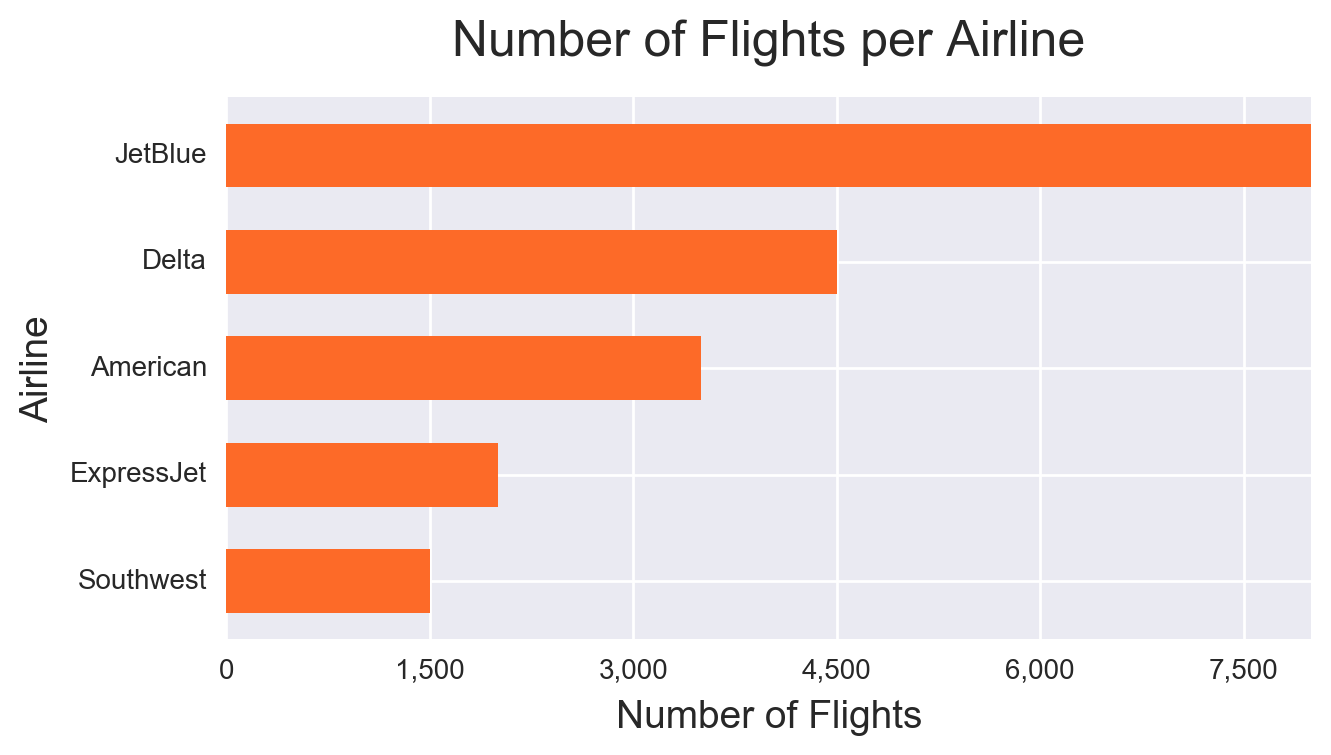 Number of Flights per Airline
JetBlue
Delta
American
ExpressJet
Southwest
Airline
0 1,500 3,000 4,500 6,000 7,500
Number of Flights